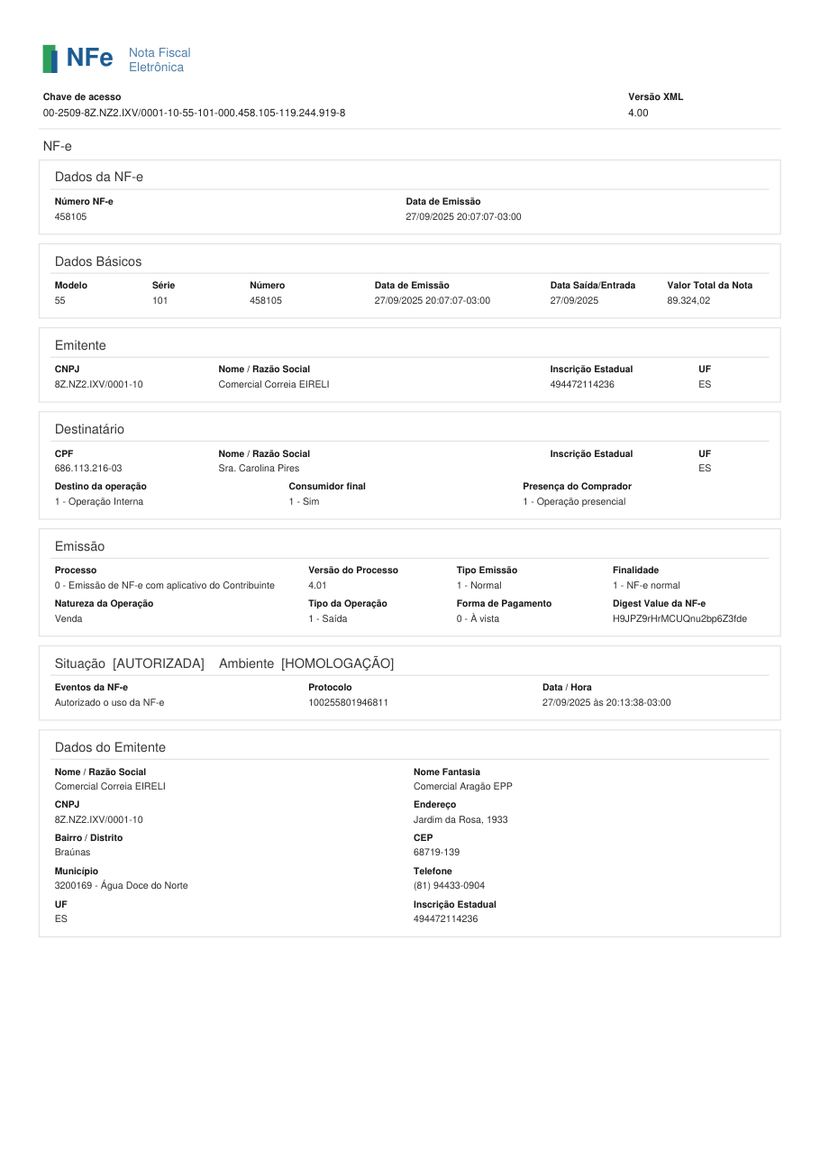 NFe Nota Fiscal
Eletrônica
Chave de acesso Versão XML
00-2509-8Z.NZ2.IXV/0001-10-55-101-000.458.105-119.244.919-8 4.00
NF-e
Dados da NF-e
Número NF-e Data de Emissão
458105 27/09/2025 20:07:07-03:00
Dados Básicos
Modelo Série Número Data de Emissão Data Saída/Entrada Valor Total da Nota
55 101 458105 27/09/2025 20:07:07-03:00 27/09/2025 89.324,02
Emitente
CNPJ Nome / Razão Social Inscrição Estadual UF
8Z.NZ2.IXV/0001-10 Comercial Correia EIRELI 494472114236 ES
Destinatário
CPF Nome / Razão Social Inscrição Estadual UF
686.113.216-03 Sra. Carolina Pires ES
Destino da operação Consumidor final Presença do Comprador
1 - Operação Interna 1 - Sim 1 - Operação presencial
Emissão
Processo Versão do Processo Tipo Emissão Finalidade
0 - Emissão de NF-e com aplicativo do Contribuinte 4.01 1 - Normal 1 - NF-e normal
Natureza da Operação Tipo da Operação Forma de Pagamento Digest Value da NF-e
Venda 1 - Saída 0 - À vista H9JPZ9rHrMCUQnu2bp6Z3fde
Situação [AUTORIZADA] Ambiente [HOMOLOGAÇÃO]
Eventos da NF-e Protocolo Data / Hora
Autorizado o uso da NF-e 100255801946811 27/09/2025 às 20:13:38-03:00
Dados do Emitente
Nome / Razão Social Nome Fantasia
Comercial Correia EIRELI Comercial Aragão EPP
CNPJ Endereço
8Z.NZ2.IXV/0001-10 Jardim da Rosa, 1933
Bairro / Distrito CEP
Braúnas 68719-139
Município Telefone
3200169 - Água Doce do Norte (81) 94433-0904
UF Inscrição Estadual
ES 494472114236